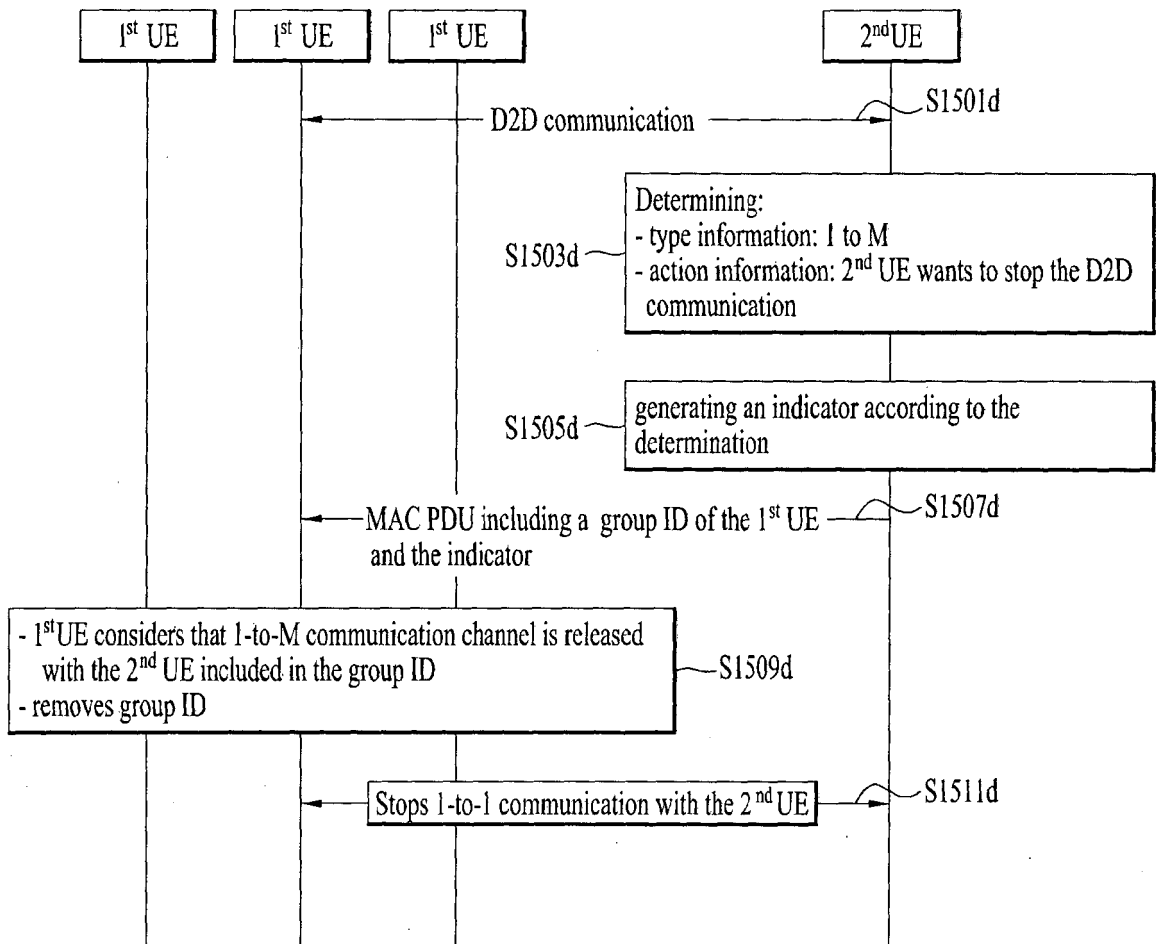 1st UE
1st UE
1st UE
2nd UE
D2D communication
S1501d
Determining:
- type information: 1 to M
- action information: 2nd UE wants to stop the D2D
communication
S1503d
generating an indicator according to the
determination
S1505d
MAC PDU including a group ID of the 1st UE
and the indicator
S1507d
- 1st UE considers that 1-to-M communication channel is released
with the 2nd UE included in the group ID
- removes group ID
S1509d
Stops 1-to-1 communication with the 2nd UE
S1511d